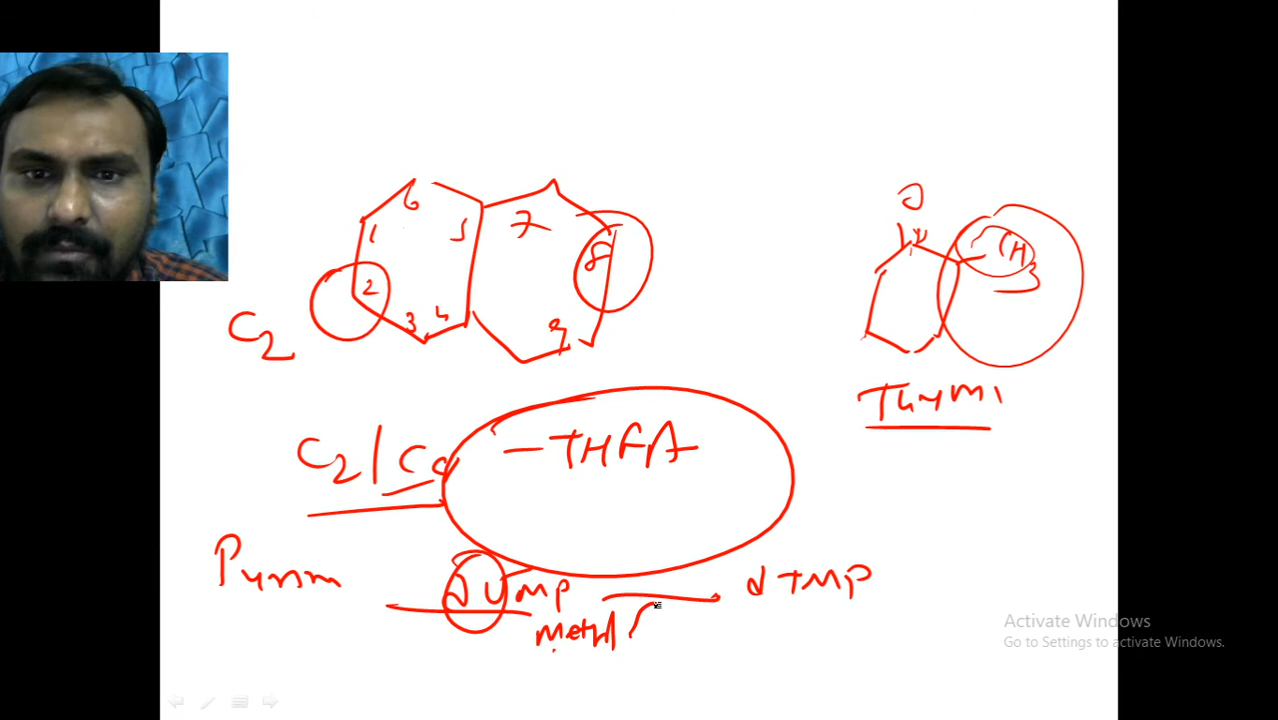 6
1 5 7 8
2
3 4 9
C2
O
CH3
Thymi
C2/C8
- THFA
dUMP dTMP
methyl
Activate Windows
Go to Settings to activate Windows.